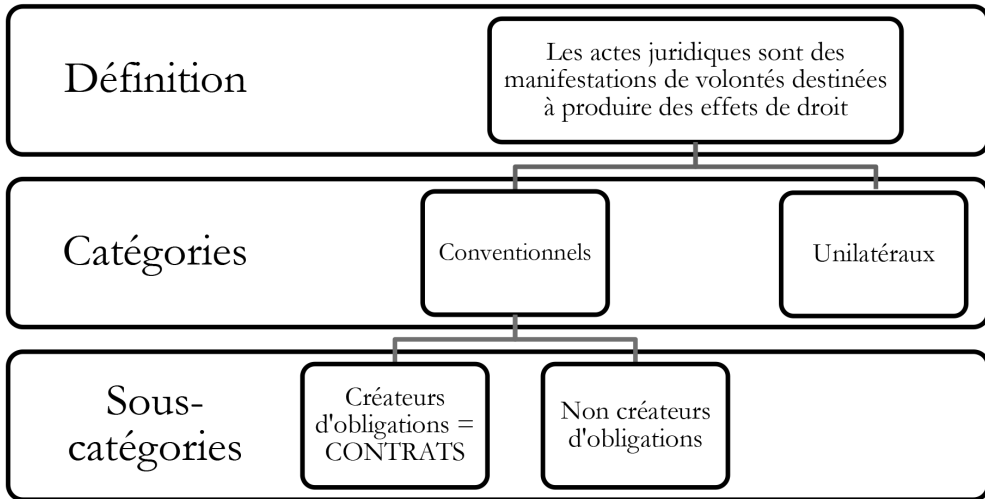 Définition
Les actes juridiques sont des
manifestations de volontés destinées
à produire des effets de droit
Catégories
Conventionnels
Unilatéraux
Sous-
catégories
Créateurs
d'obligations =
CONTRATS
Non créateurs
d'obligations